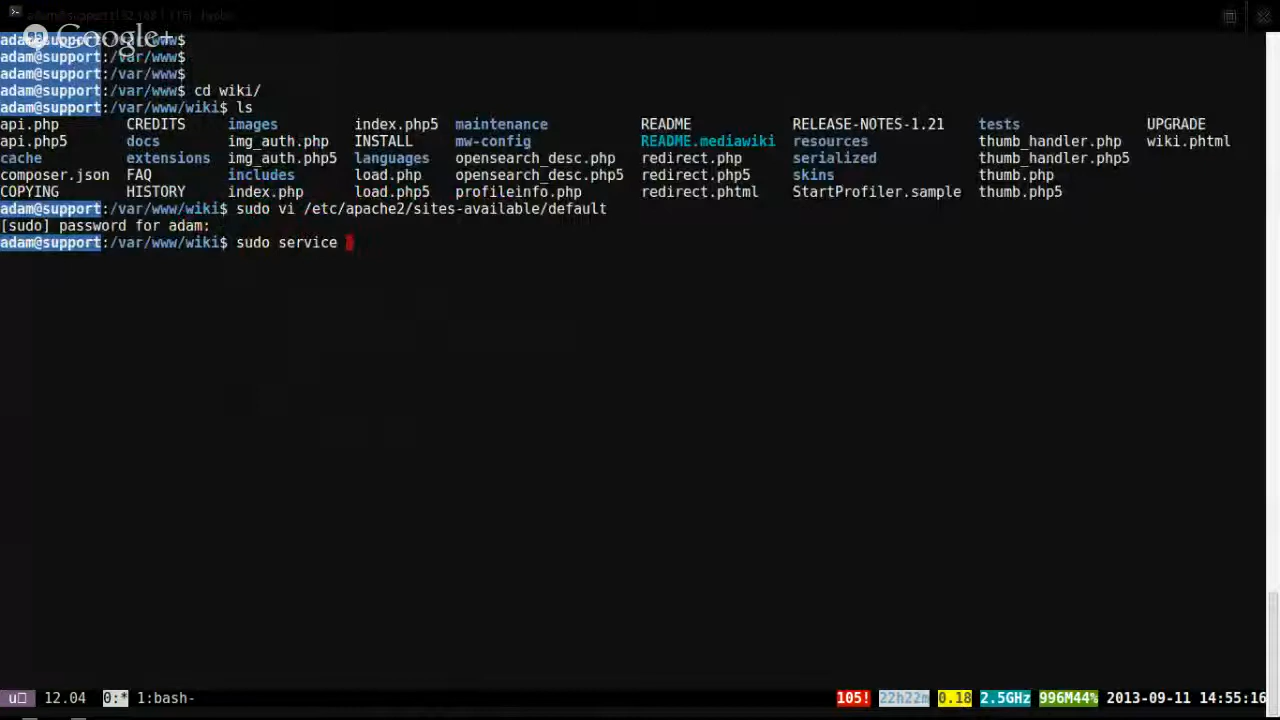 Google+
adam@support:/var/www$
adam@support:/var/www$
adam@support:/var/www$
adam@support:/var/www$ cd wiki/
adam@support:/var/www/wiki$ ls
api.php CREDITS images index.php5 maintenance README RELEASE-NOTES-1.21 tests UPGRADE
api.php5 docs img_auth.php INSTALL mw-config README.mediawiki resources thumb_handler.php wiki.phtml
cache extensions img_auth.php5 languages opensearch_desc.php redirect.php serialized thumb_handler.php5
composer.json FAQ includes load.php opensearch_desc.php5 redirect.php5 skins thumb.php
COPYING HISTORY index.php load.php5 profileinfo.php redirect.phtml StartProfiler.sample thumb.php5
adam@support:/var/www/wiki$ sudo vi /etc/apache2/sites-available/default
[sudo] password for adam:
adam@support:/var/www/wiki$ sudo service
u 12.04 0:* 1:bash- 105! 22h22m 0.18 2.5GHz 996M44% 2013-09-11 14:55:16